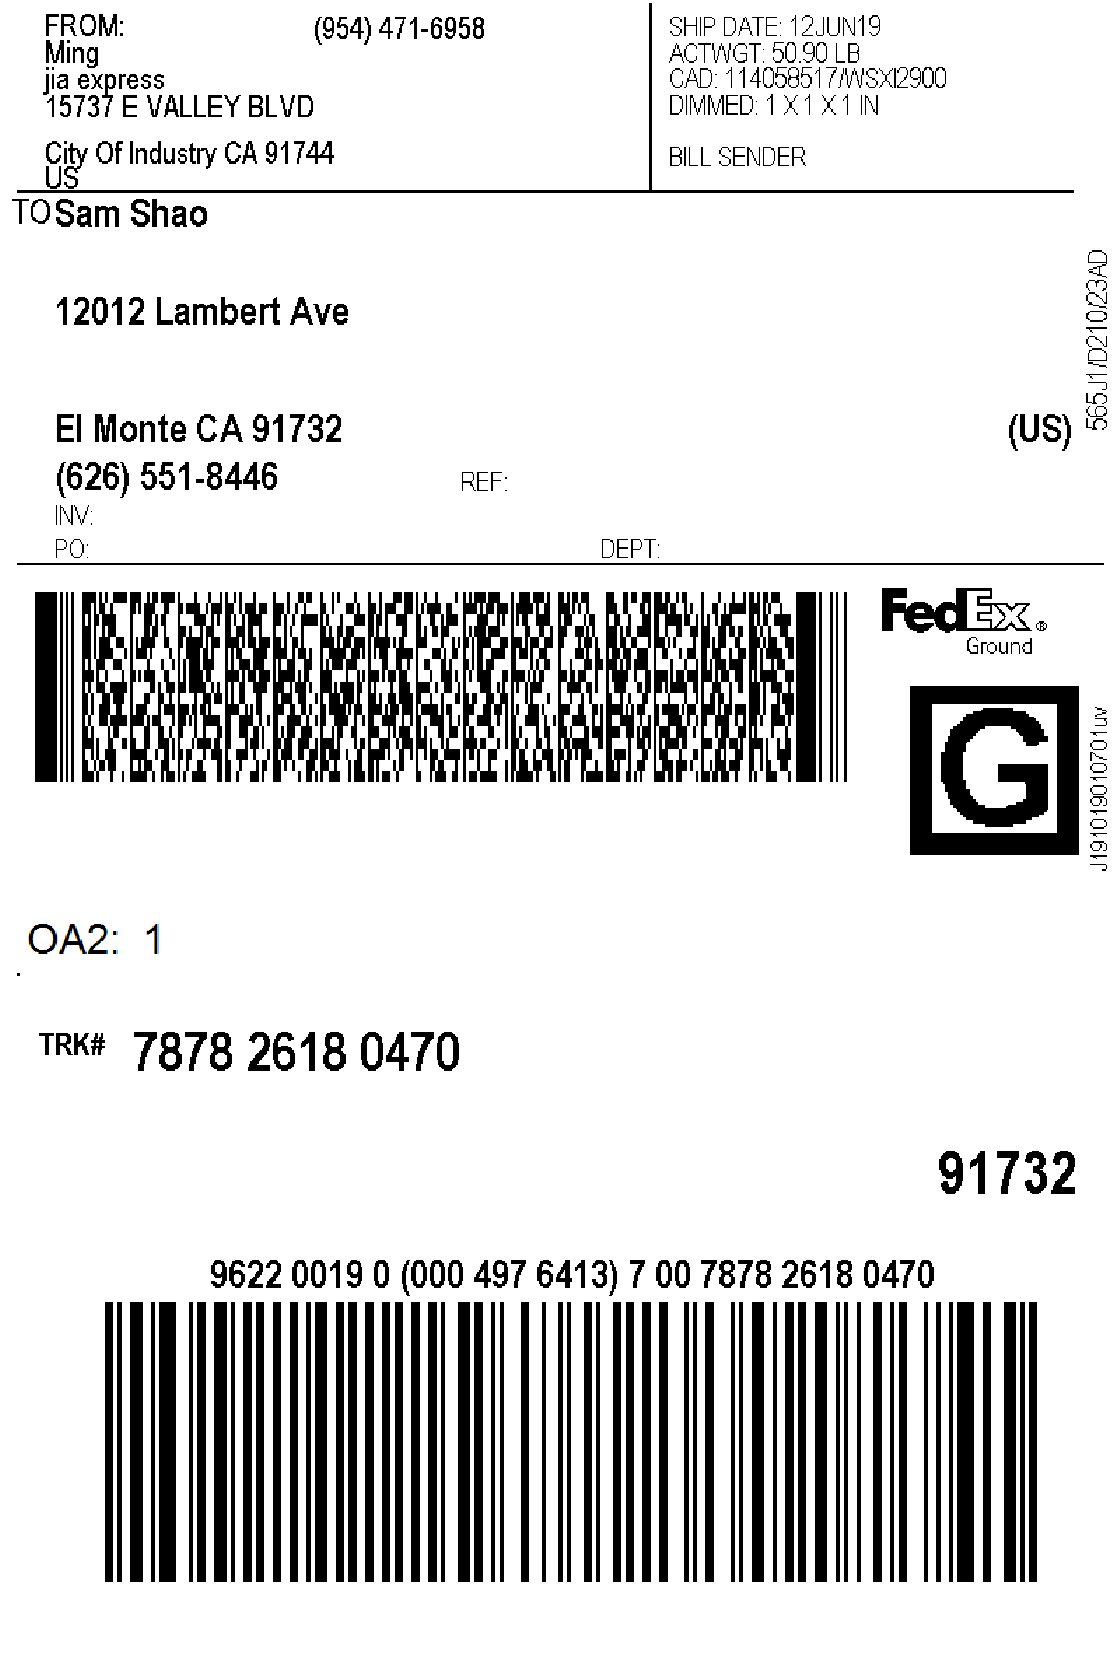 FROM: (954) 471-6958
Ming
jia express
15737 E VALLEY BLVD
City Of Industry CA 91744
US
SHIP DATE: 12JUN19
ACTWGT: 50.90 LB
CAD: 114058517/WSXI2900
DIMMED: 1 X 1 X 1 IN
BILL SENDER
TO Sam Shao
12012 Lambert Ave
El Monte CA 91732 (US)
(626) 551-8446 REF:
INV:
PO: DEPT:
565J1/D210/23AD
FedEx®
Ground
G
J191019010701uv
OA2: 1
.
TRK# 7878 2618 0470
91732
9622 0019 0 (000 497 6413) 7 00 7878 2618 0470